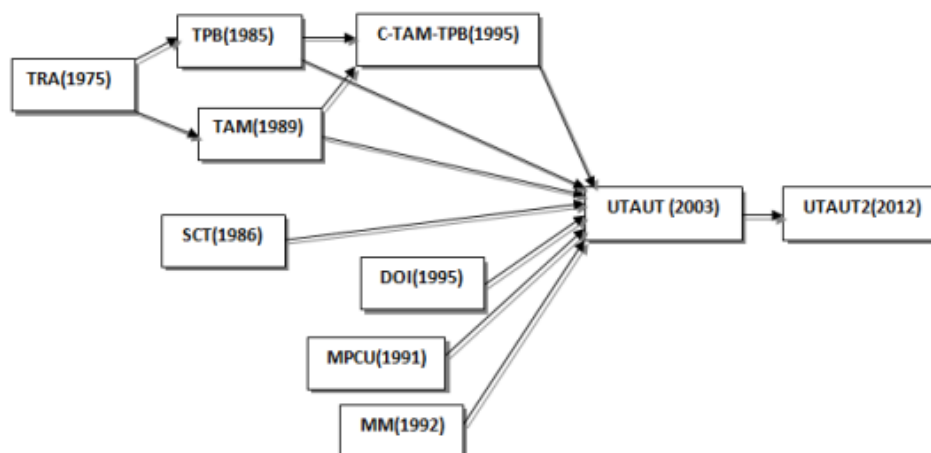 TPB(1985)
C-TAM-TPB(1995)
TRA(1975)
TAM(1989)
UTAUT (2003)
UTAUT2(2012)
SCT(1986)
DOI(1995)
MPCU(1991)
MM(1992)